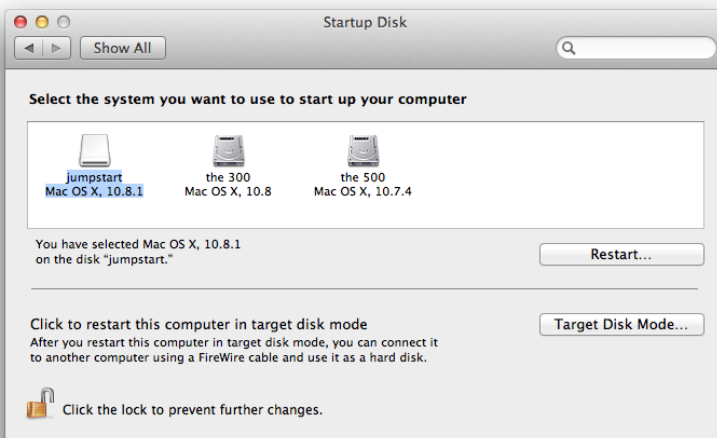 Startup Disk
Show All
Select the system you want to use to start up your computer
jumpstart
Mac OS X, 10.8.1
the 300
Mac OS X, 10.8
the 500
Mac OS X, 10.7.4
You have selected Mac OS X, 10.8.1
on the disk “jumpstart.”
Restart...
Click to restart this computer in target disk mode
After you restart this computer in target disk mode, you can connect it
to another computer using a FireWire cable and use it as a hard disk.
Target Disk Mode...
Click the lock to prevent further changes.